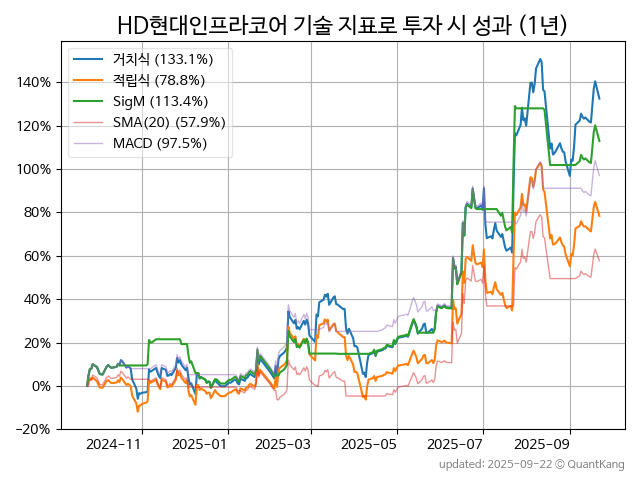 HD현대인프라코어 기술 지표로 투자 시 성과 (1년)
거치식 (133.1%)
적립식 (78.8%)
SigM (113.4%)
SMA(20) (57.9%)
MACD (97.5%)
140%
120%
100%
80%
60%
40%
20%
0%
−20%
2024−11
2025−01
2025−03
2025−05
2025−07
2025−09
updated: 2025-09-22 © QuantKang